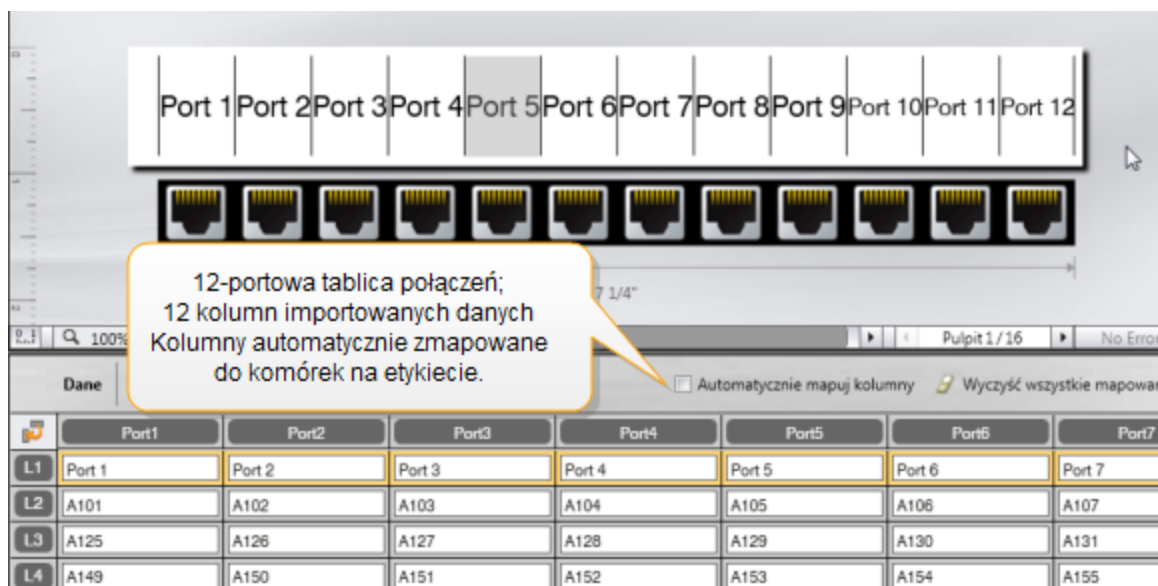 Port 1 Port 2 Port 3 Port 4 Port 5 Port 6 Port 7 Port 8 Port 9 Port 10 Port 11 Port 12
12-portowa tablica połączeń;
12 kolumn importowanych danych
Kolumny automatycznie zmapowane
do komórek na etykiecie.
7 1/4"
100% Pulpit 1 / 16 No Error
Dane Automatycznie mapuj kolumny Wyczyść wszystkie mapowan
Port1 Port2 Port3 Port4 Port5 Port6 Port7
L1 Port 1 Port 2 Port 3 Port 4 Port 5 Port 6 Port 7
L2 A101 A102 A103 A104 A105 A106 A107
L3 A125 A126 A127 A128 A129 A130 A131
L4 A149 A150 A151 A152 A153 A154 A155